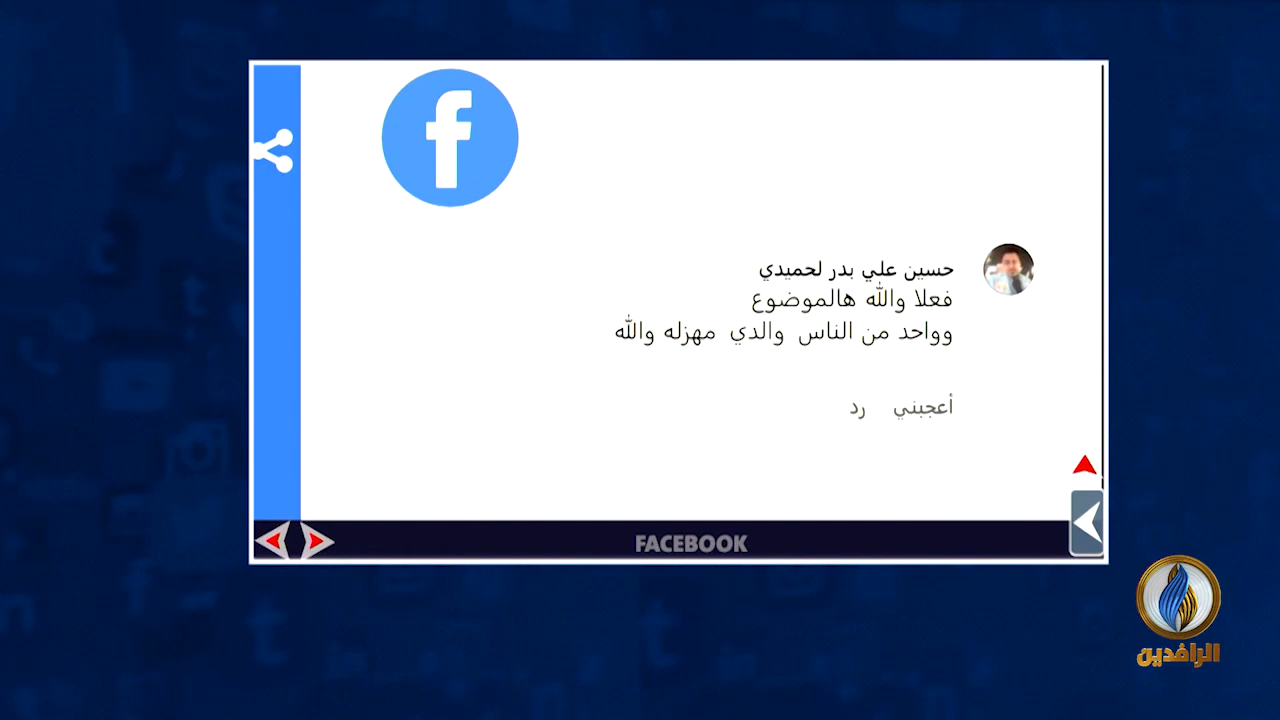 حسين علي بدر لحميدي
فعلا والله هالموضوع
وواحد من الناس والدي مهزله والله
أعجبني رد
FACEBOOK
الرافدين